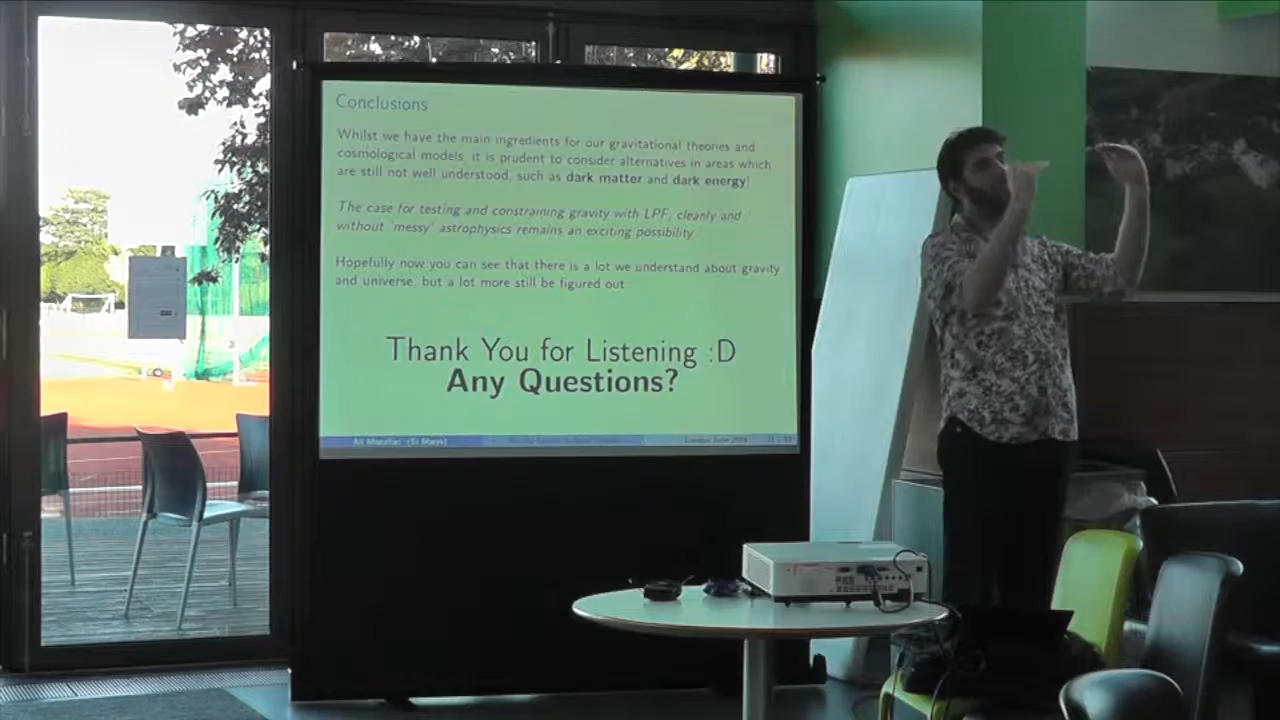 Conclusions
Whilst we have the main ingredients for our gravitational theories and
cosmological models, it is prudent to consider alternatives in areas which
are still not well understood, such as dark matter and dark energy!
The case for testing and constraining gravity with LPF, cleanly and
without 'messy' astrophysics remains an exciting possibility.
Hopefully now you can see that there is a lot we understand about gravity
and universe, but a lot more still be figured out
Thank You for Listening :D
Any Questions?
(St Marys)
London June